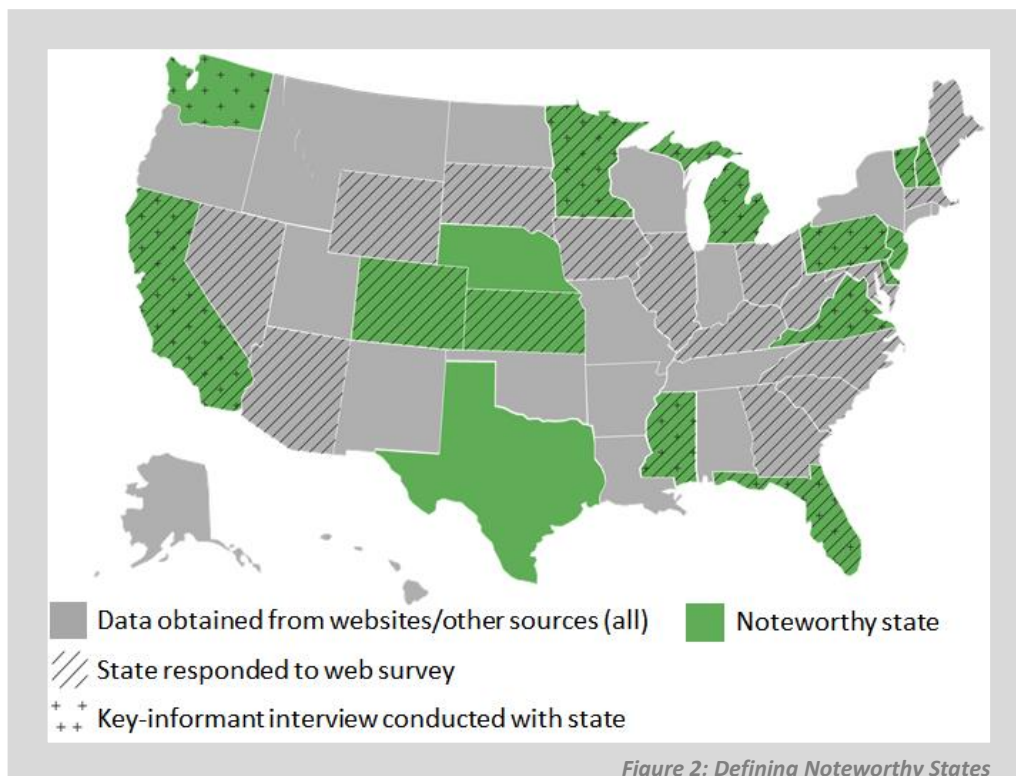 Data obtained from websites/other sources (all) Noteworthy state
State responded to web survey
Key-informant interview conducted with state
Figure 2: Defining Noteworthy States